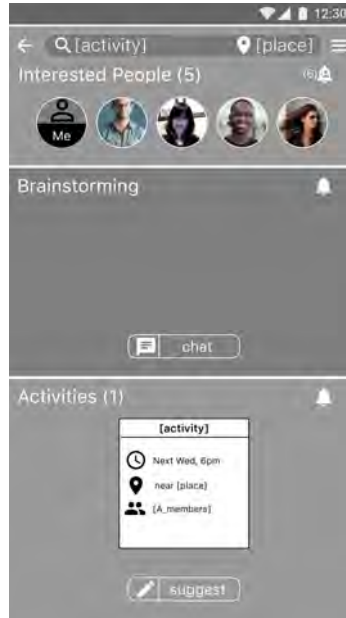 12:30
[activity] [place]
Interested People (5)
(6)
Me
Brainstorming
chat
Activities (1)
[activity]
Next Wed, 6pm
near [place]
[A_members]
suggest